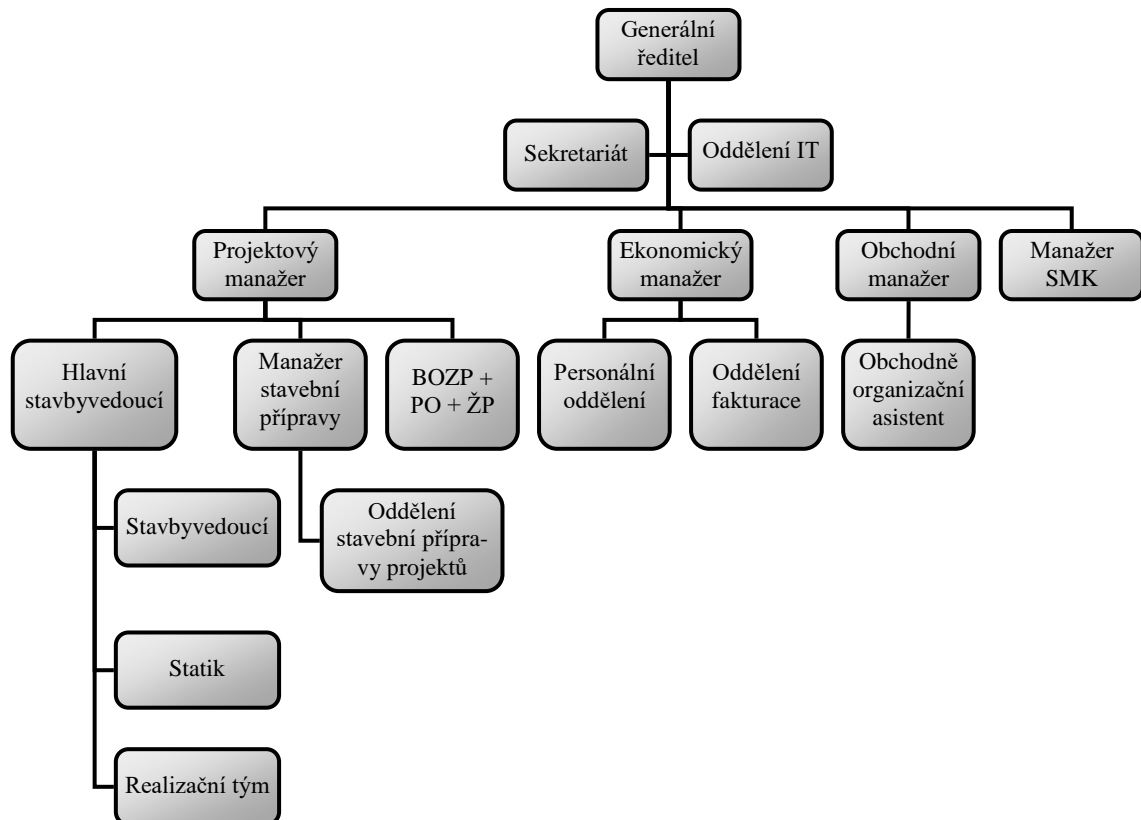 Generální
ředitel
Sekretariát
Oddělení IT
Projektový
manažer
Ekonomický
manažer
Obchodní
manažer
Manažer
SMK
Hlavní
stavbyvedoucí
Manažer
stavební
přípravy
BOZP +
PO + ŽP
Personální
oddělení
Oddělení
fakturace
Obchodně
organizační
asistent
Stavbyvedoucí
Oddělení
stavební přípra-
vy projektů
Statik
Realizační tým